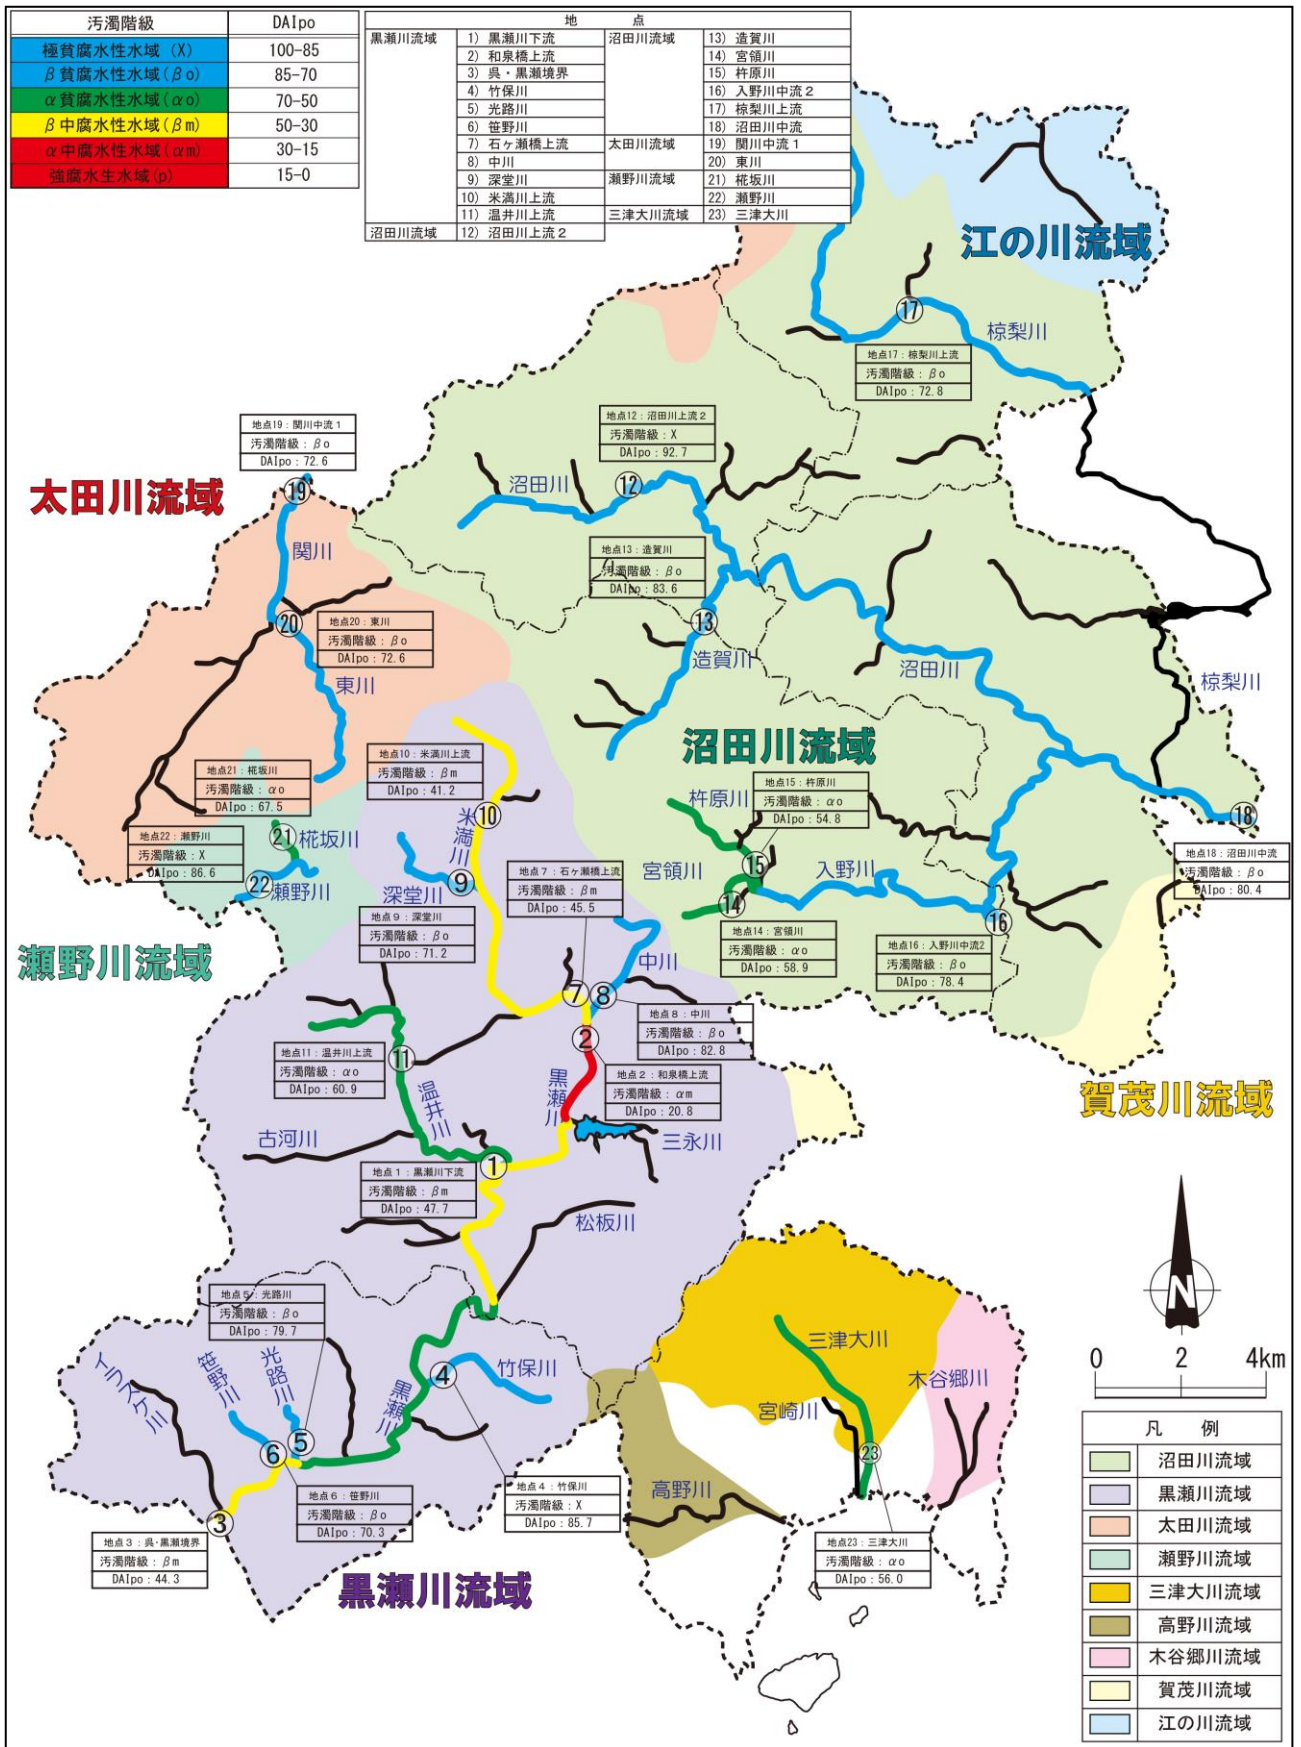 汚濁階級 DAIpo
極貧腐水性水域 (X) 100-85
β貧腐水性水域(βo) 85-70
α貧腐水性水域(αo) 70-50
β中腐水性水域(βm) 50-30
α中腐水性水域(αm) 30-15
強腐水生水域(p) 15-0
地 点
黒瀬川流域 1) 黒瀬川下流 沼田川流域 13) 造賀川
2) 和泉橋上流 14) 宮領川
3) 呉・黒瀬境界 15) 杵原川
4) 竹保川 16) 入野川中流2
5) 光路川 17) 椋梨川上流
6) 笹野川 18) 沼田川中流
7) 石ヶ瀬橋上流 太田川流域 19) 関川中流1
8) 中川 20) 東川
9) 深堂川 瀬野川流域 21) 椛坂川
10) 米満川上流 22) 瀬野川
11) 温井川上流 三津大川流域 23) 三津大川
沼田川流域 12) 沼田川上流2
江の川流域
17
椋梨川
地点17:椋梨川上流
汚濁階級:βo
DAIpo:72.8
地点12:沼田川上流2
汚濁階級:X
DAIpo:92.7
地点19:関川中流1
汚濁階級:βo
DAIpo:72.6
太田川流域
19
沼田川
12
関川
地点13:造賀川
汚濁階級:βo
DAIpo:83.6
20
地点20:東川
汚濁階級:βo
DAIpo:72.6
13
造賀川
沼田川
椋梨川
東川
沼田川流域
地点10:米満川上流
汚濁階級:βm
DAIpo:41.2
地点21:椛坂川
汚濁階級:αo
DAIpo:67.5
地点15:杵原川
汚濁階級:αo
DAIpo:54.8
杵原川
10
米満川
18
地点22:瀬野川
汚濁階級:X
DAIpo:86.6
21
椛坂川
22
瀬野川
深堂川
9
地点7:石ヶ瀬橋上流
汚濁階級:βm
DAIpo:45.5
宮領川
15
入野川
14
地点18:沼田川中流
汚濁階級:βo
DAIpo:80.4
瀬野川流域
地点9:深堂川
汚濁階級:βo
DAIpo:71.2
地点14:宮領川
汚濁階級:αo
DAIpo:58.9
16
地点16:入野川中流2
汚濁階級:βo
DAIpo:78.4
中川
7
8
地点8:中川
汚濁階級:βo
DAIpo:82.8
2
地点11:温井川上流
汚濁階級:αo
DAIpo:60.9
11
地点2:和泉橋上流
汚濁階級:αm
DAIpo:20.8
温井川
黒瀬川
賀茂川流域
古河川
三永川
地点1:黒瀬川下流
汚濁階級:βm
DAIpo:47.7
1
松板川
地点5:光路川
汚濁階級:βo
DAIpo:79.7
N
イラスケ川
笹野川
光路川
黒瀬川
4
竹保川
三津大川
宮崎川
木谷郷川
0 2 4km
5
6
23
3
地点6:笹野川
汚濁階級:βo
DAIpo:70.3
地点4:竹保川
汚濁階級:X
DAIpo:85.7
高野川
地点3:呉・黒瀬境界
汚濁階級:βm
DAIpo:44.3
地点23:三津大川
汚濁階級:αo
DAIpo:56.0
黒瀬川流域
凡 例
沼田川流域
黒瀬川流域
太田川流域
瀬野川流域
三津大川流域
高野川流域
木谷郷川流域
賀茂川流域
江の川流域